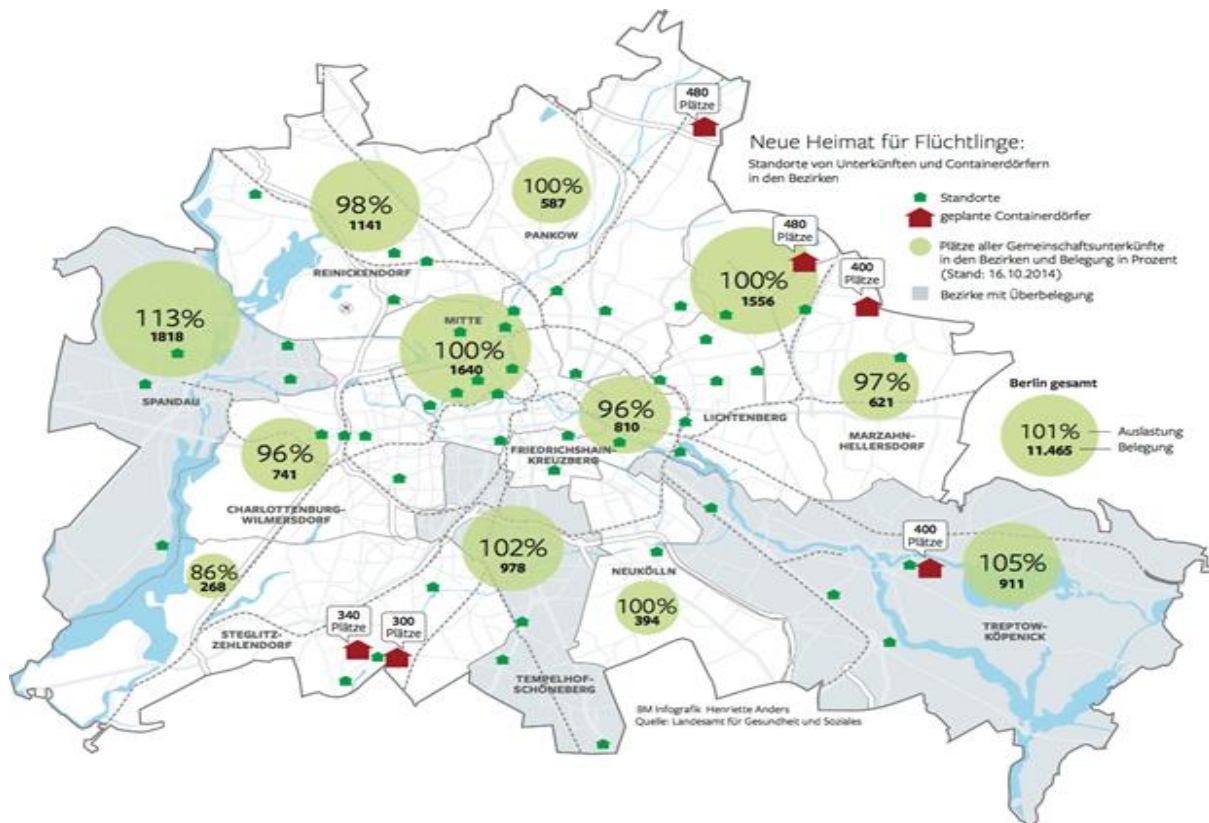 480
Plätze
Neue Heimat für Flüchtlinge:
Standorte von Unterkünften und Containerdörfern
in den Bezirken
Standorte
geplante Containerdörfer
Plätze aller Gemeinschaftsunterkünfte
in den Bezirken und Belegung in Prozent
(Stand: 16.10.2014)
Bezirke mit Überbelegung
98%
1141
REINICKENDORF
100%
587
PANKOW
480
Plätze
100%
1556
LICHTENBERG
400
Plätze
113%
1818
SPANDAU
MITTE
100%
1640
97%
621
MARZAHN-
HELLERSDORF
Berlin gesamt
101%
11.465
Auslastung
Belegung
96%
810
FRIEDRICHSHAIN-
KREUZBERG
96%
741
CHARLOTTENBURG-
WILMERSDORF
86%
268
STEGLITZ-
ZEHLENDORF
340
Plätze
300
Plätze
102%
978
TEMPELHOF-
SCHÖNEBERG
NEUKÖLLN
100%
394
400
Plätze
105%
911
TREPTOW-
KÖPENICK
BM Infografik: Henriette Anders
Quelle: Landesamt für Gesundheit und Soziales